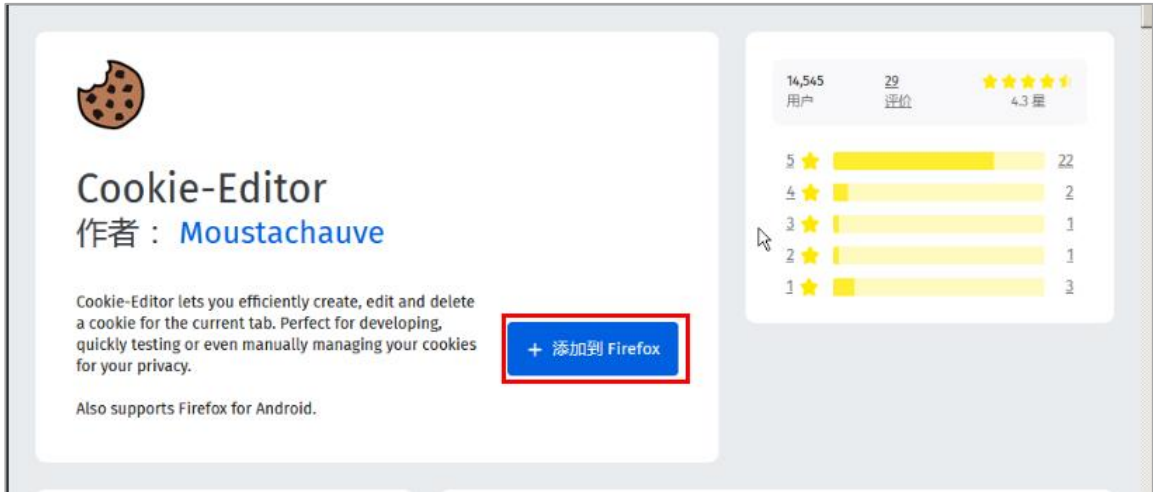 Cookie-Editor
作者： Moustachauve
Cookie-Editor lets you efficiently create, edit and delete
a cookie for the current tab. Perfect for developing,
quickly testing or even manually managing your cookies
for your privacy.
Also supports Firefox for Android.
+ 添加到 Firefox
14,545 29
用户 评价 4.3 星
5 22
4 2
3 1
2 1
1 3